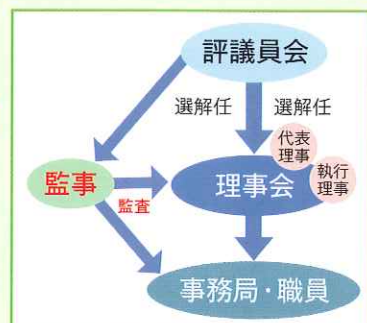 評議員会
選解任
選解任
代表
理事
執行
理事
監事
監査
理事会
事務局・職員